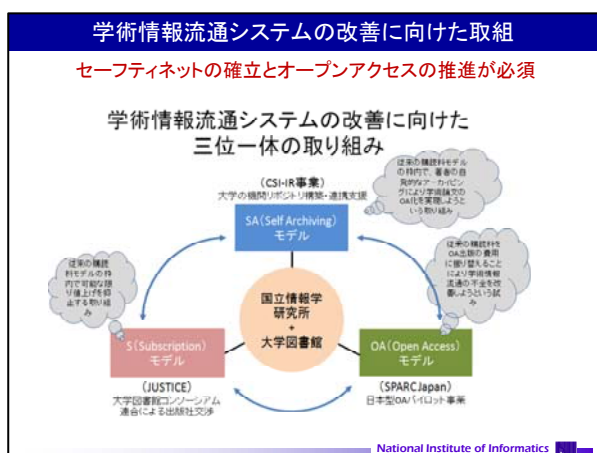 学術情報流通システムの改善に向けた取組
セーフティネットの確立とオープンアクセスの推進が必須
学術情報流通システムの改善に向けた
三位一体の取り組み
従来の購読料モデル
の枠内で、著者の自
発的なアーカイビン
グにより学術論文の
OA化を実現しようと
いう取り組み
(CSI-IR事業)
大学の機関リポジトリ構築・連携支援
SA(Self Archiving)
モデル
従来の購読
料モデルの枠
内で可能な限
り値上げを抑
止する取り組
み
従来の購読料を
OA出版の費用
に振り替えること
により学術情報
流通の不全を改
善しようという試
み
国立情報学
研究所
+
大学図書館
S(Subscription)
モデル
OA(Open Access)
モデル
(JUSTICE)
大学図書館コンソーシアム
連合による出版社交渉
(SPARCJapan)
日本型OAパイロット事業
National Institute of Informatics